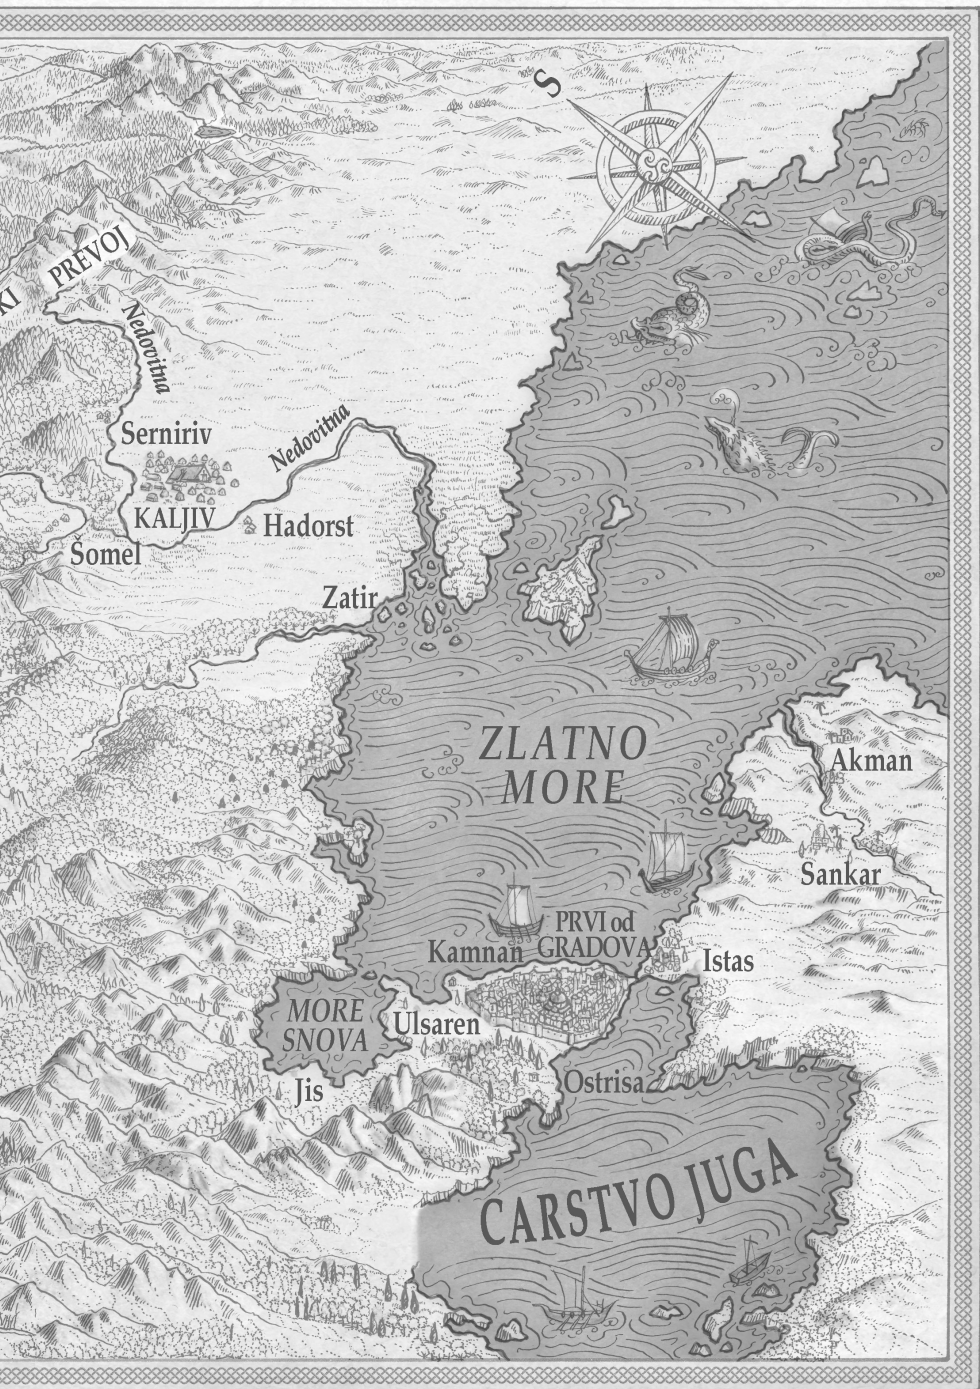 S
KI PREVOJ
Nedovitna
Serniriv
Nedovitna
KALJIV
Hadorst
Šomel
Zatir
ZLATNO
MORE
Akman
Sankar
PRVI od
GRADOVA
Kamnan
Istas
MORE
SNOVA
Ulsaren
Jis
Ostrisa
CARSTVO JUGA